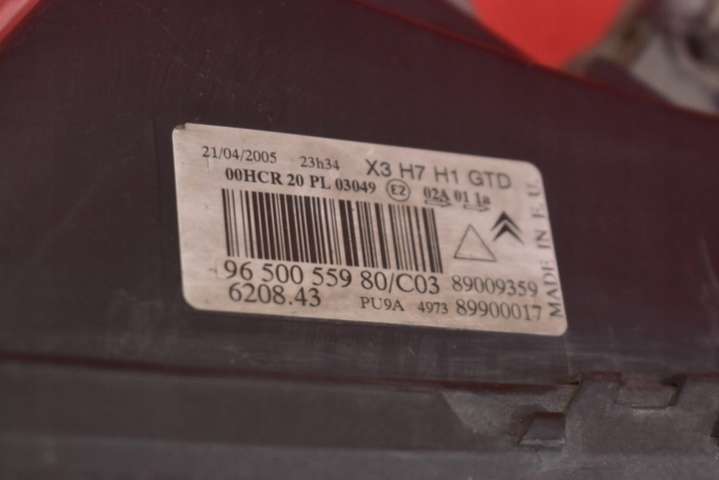 21/04/2005 23h34 X3 H7 H1 GTD
00HCR 20 PL 03049 E2 02A 01 1a
96 500 559 80/C03 89009359
6208.43 PU9A 4973 89900017
MADE IN E.U.